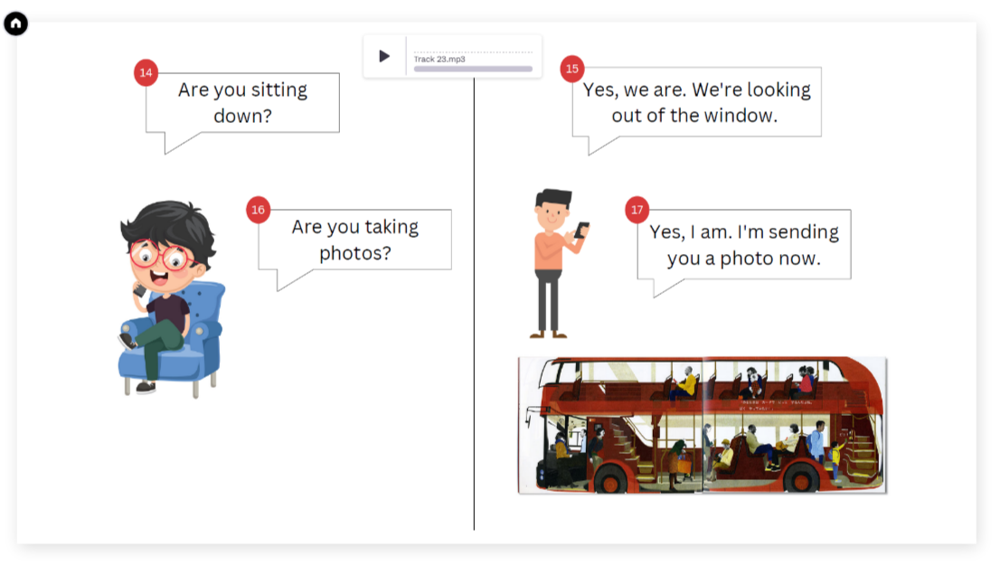 Track 23.mp3
14
Are you sitting
down?
15
Yes, we are. We're looking
out of the window.
16
Are you taking
photos?
17
Yes, I am. I'm sending
you a photo now.